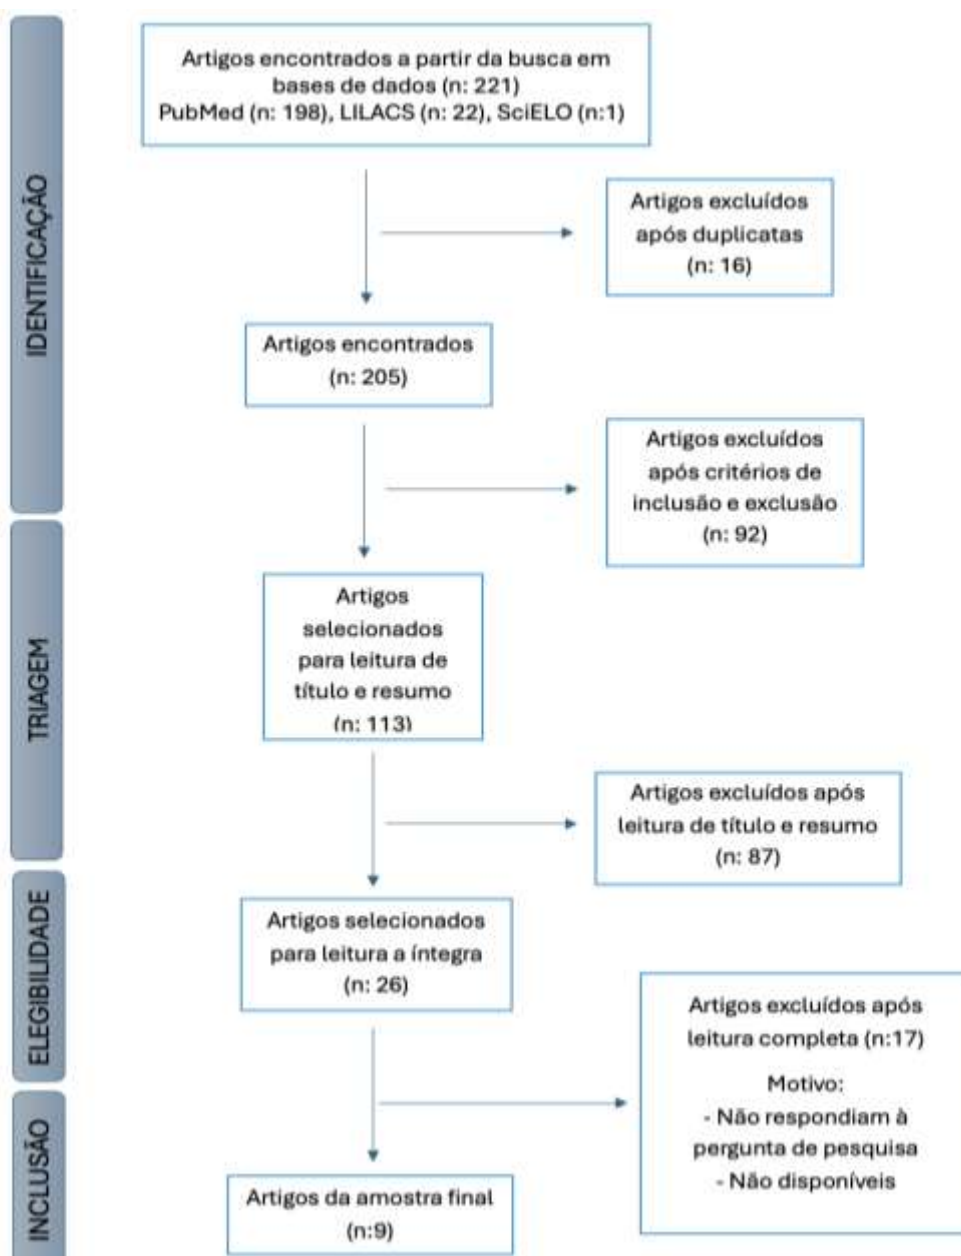 IDENTIFICAÇÃO
Artigos encontrados a partir da busca em
bases de dados (n: 221)
PubMed (n: 198), LILACS (n: 22), SciELO (n:1)
Artigos excluídos
após duplicatas
(n: 16)
Artigos encontrados
(n: 205)
Artigos excluídos
após critérios de
inclusão e exclusão
(n: 92)
TRIAGEM
Artigos
selecionados
para leitura de
título e resumo
(n: 113)
Artigos excluídos após
leitura de título e resumo
(n: 87)
ELEGIBILIDADE
Artigos selecionados
para leitura a íntegra
(n: 26)
Artigos excluídos após
leitura completa (n:17)
Motivo:
- Não respondiam à
pergunta de pesquisa
- Não disponíveis
INCLUSÃO
Artigos da amostra final
(n:9)